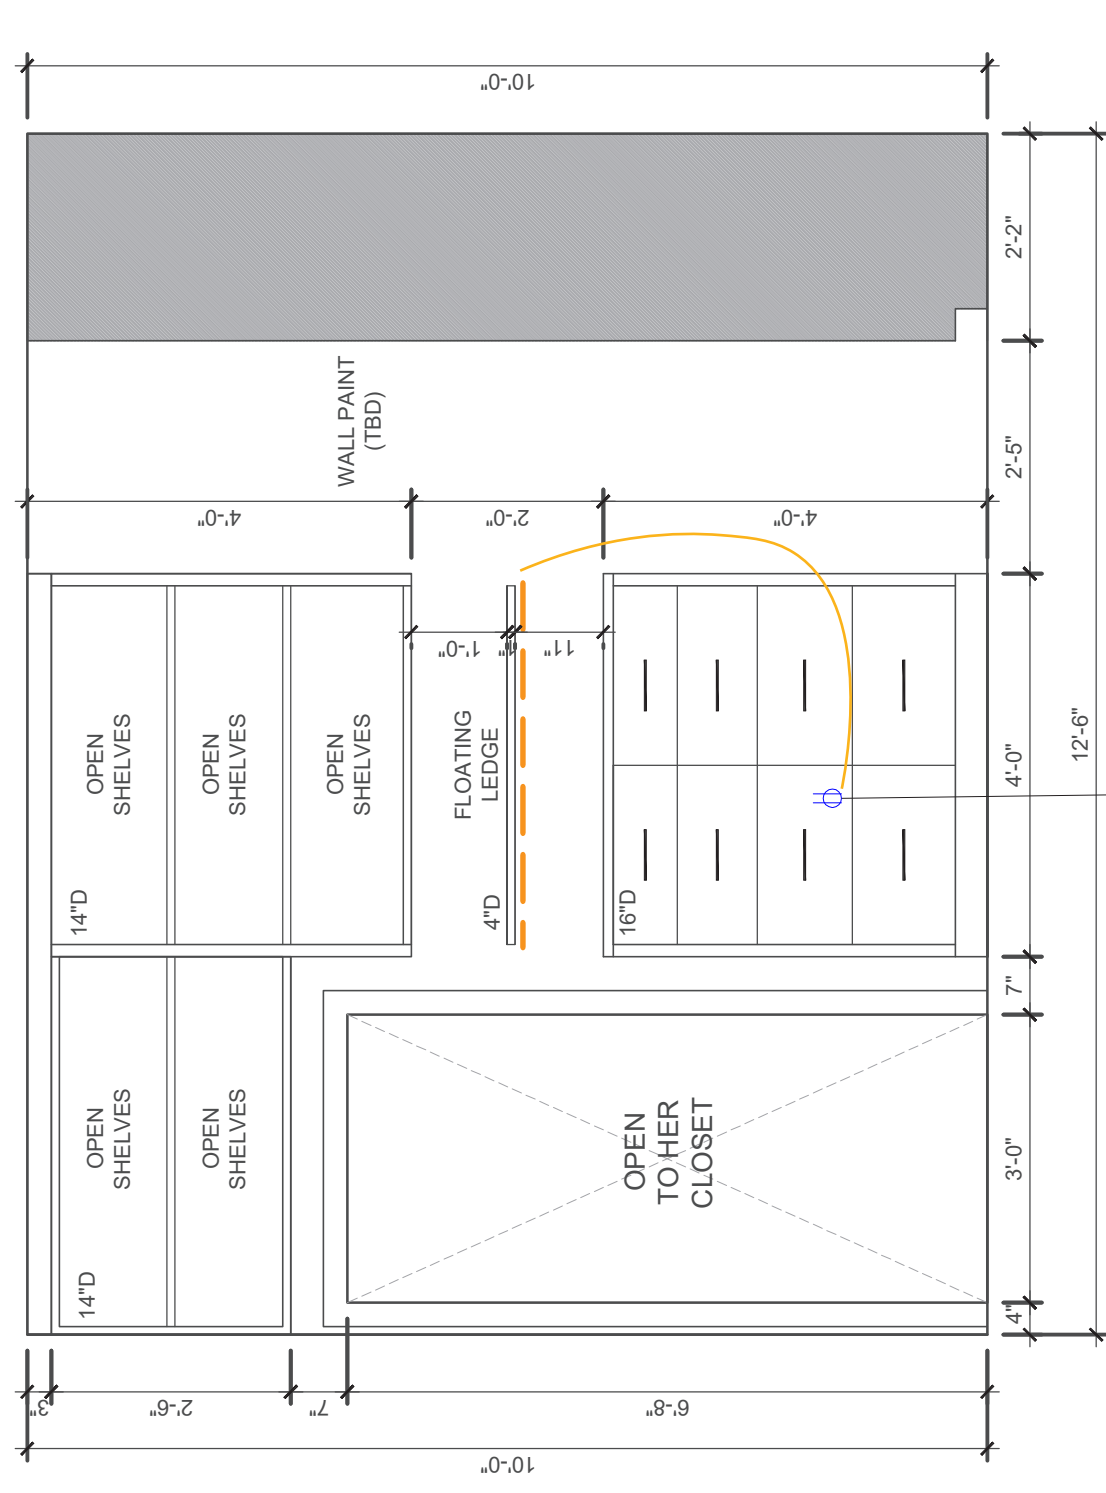 10'-0"
WALL PAINT
(TBD)
2'-2"
2'-5"
4'-0"
2'-0"
4'-0"
1'-0"
1"
11"
OPEN
SHELVES
OPEN
SHELVES
OPEN
SHELVES
14"D
FLOATING
LEDGE
4"D
16"D
4'-0"
12'-6"
7"
OPEN
SHELVES
OPEN
SHELVES
14"D
OPEN
TO HER
CLOSET
3'-0"
4"
3"
2'-6"
7"
6'-8"
10'-0"